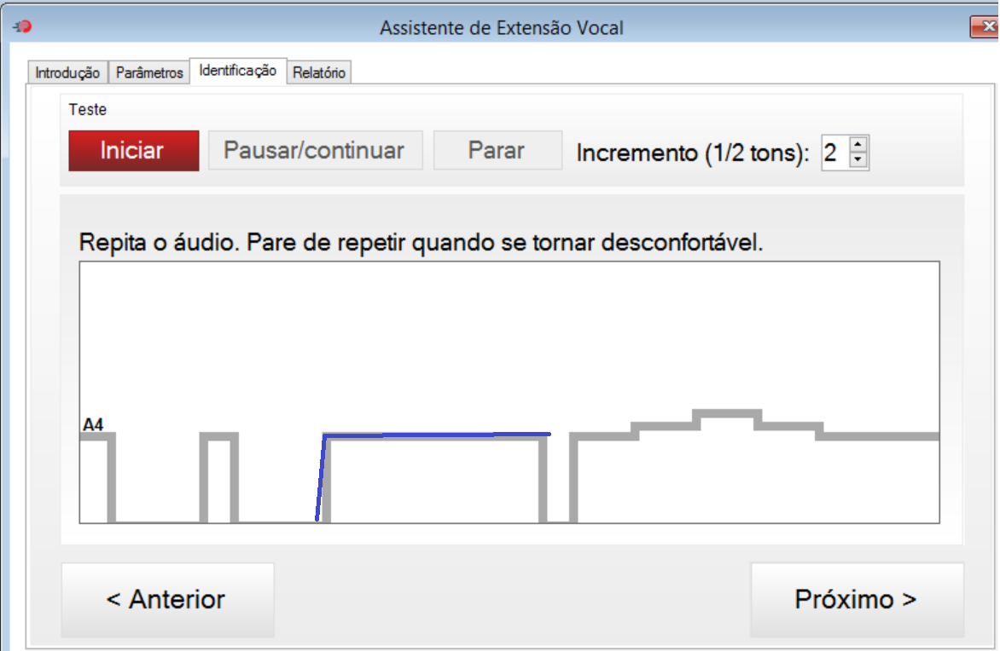 Assistente de Extensão Vocal
Introdução Parâmetros Identificação Relatório
Teste
Iniciar Pausar/continuar Parar Incremento (1/2 tons): 2
Repita o áudio. Pare de repetir quando se tornar desconfortável.
A4
< Anterior Próximo >